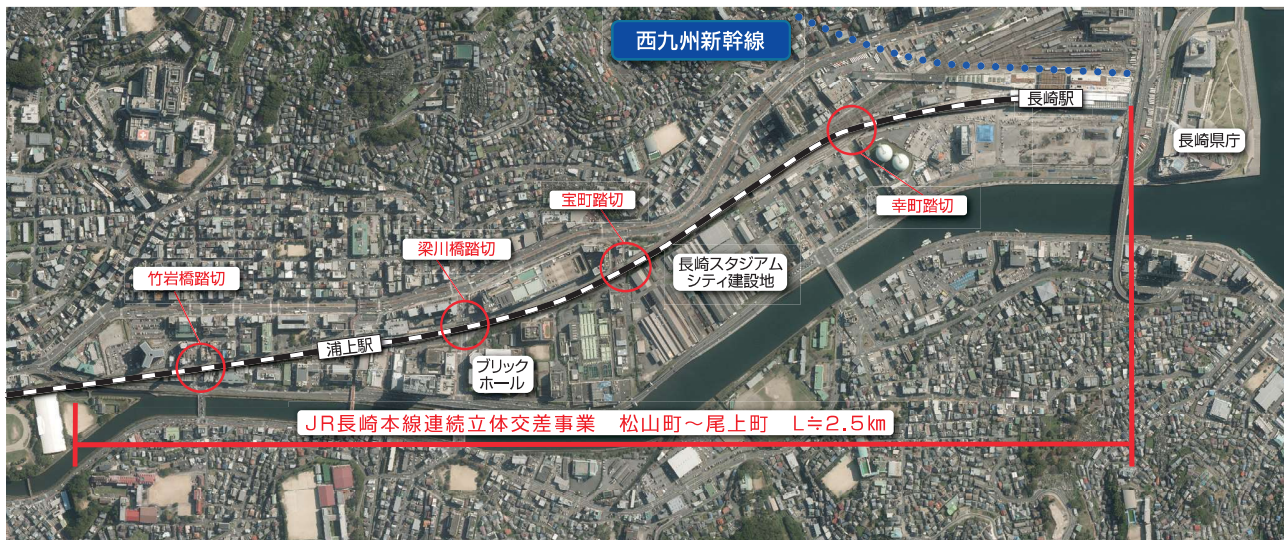 西九州新幹線
長崎駅
長崎県庁
幸町踏切
宝町踏切
長崎スタジアム
シティ建設地
梁川橋踏切
竹岩橋踏切
浦上駅
ブリック
ホール
JR長崎本線連続立体交差事業　松山町〜尾上町　L≒2.5km